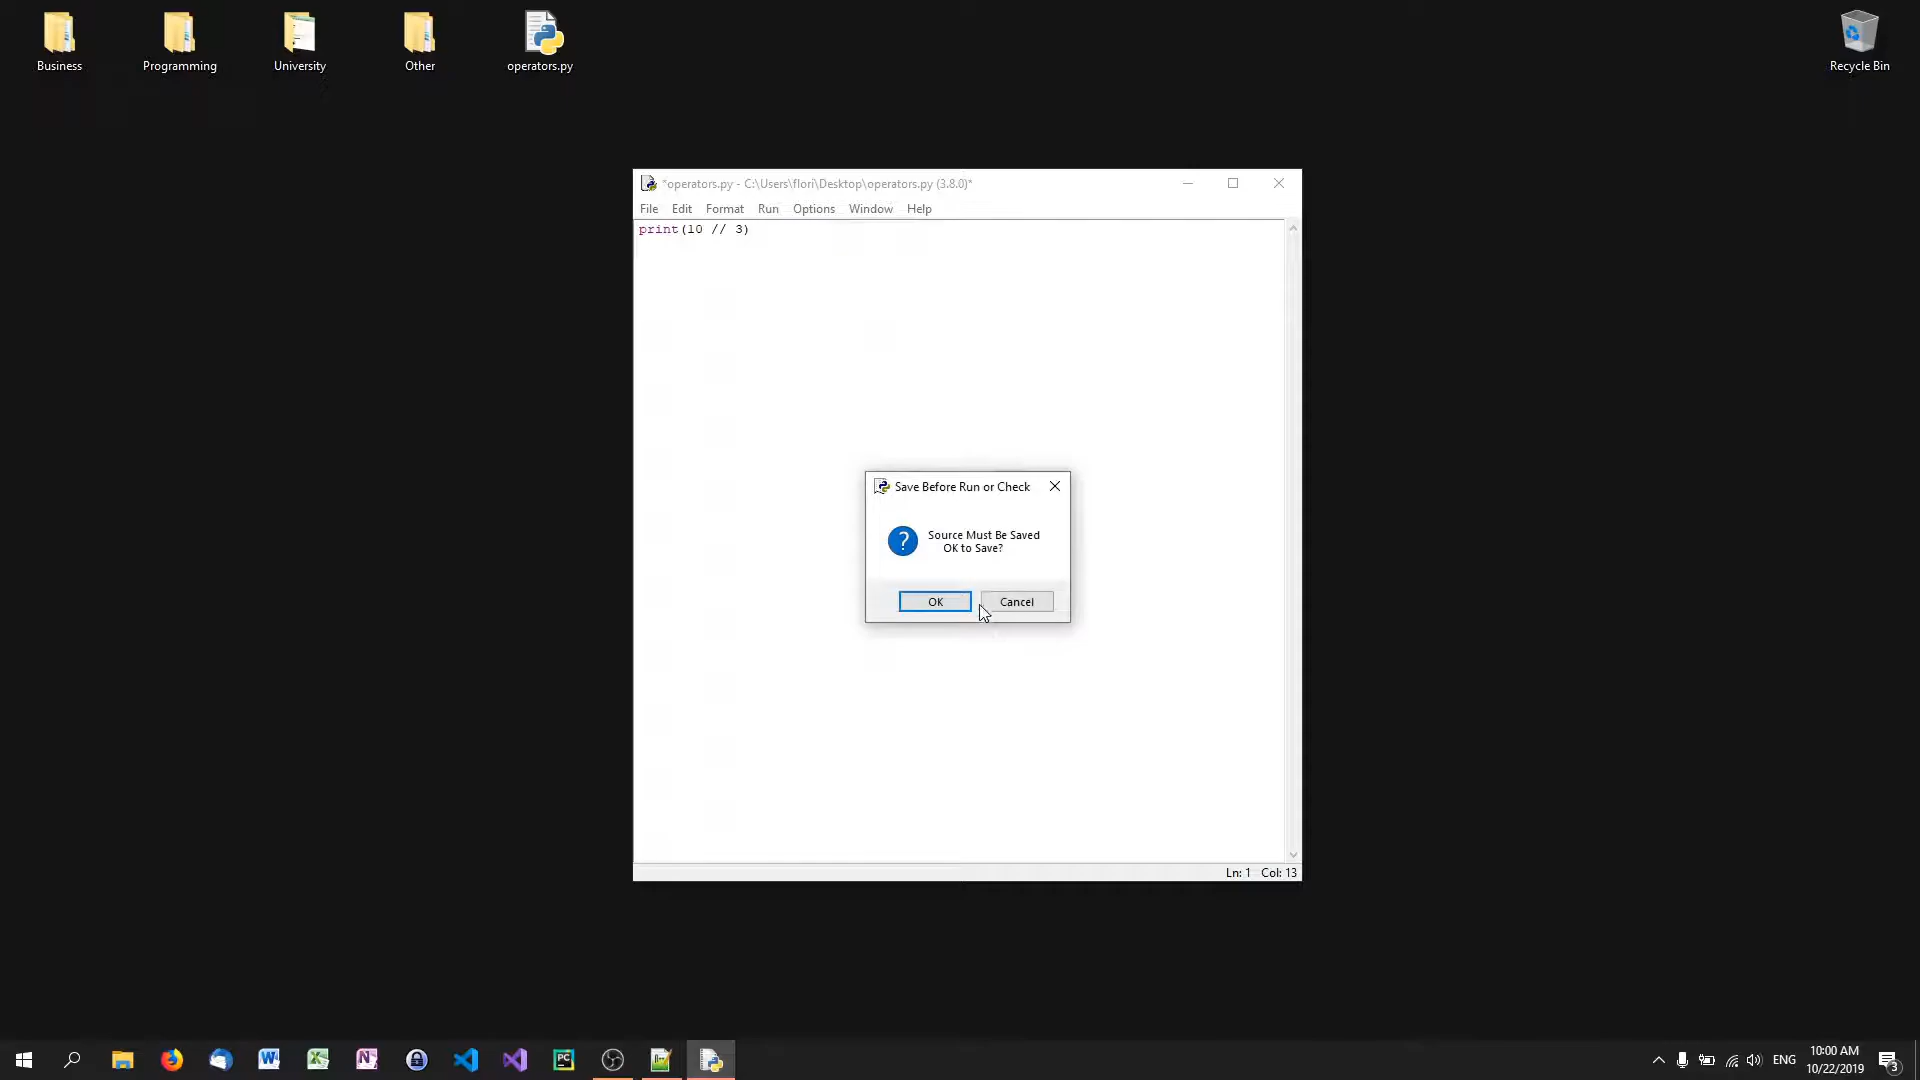 Business
Programming
University
Other
operators.py
Recycle Bin
*operators.py - C:\Users\flori\Desktop\operators.py (3.8.0)*
File Edit Format Run Options Window Help
print(10 // 3)
Save Before Run or Check
Source Must Be Saved
OK to Save?
OK Cancel
Ln: 1 Col: 13
ENG
10:00 AM
10/22/2019
3